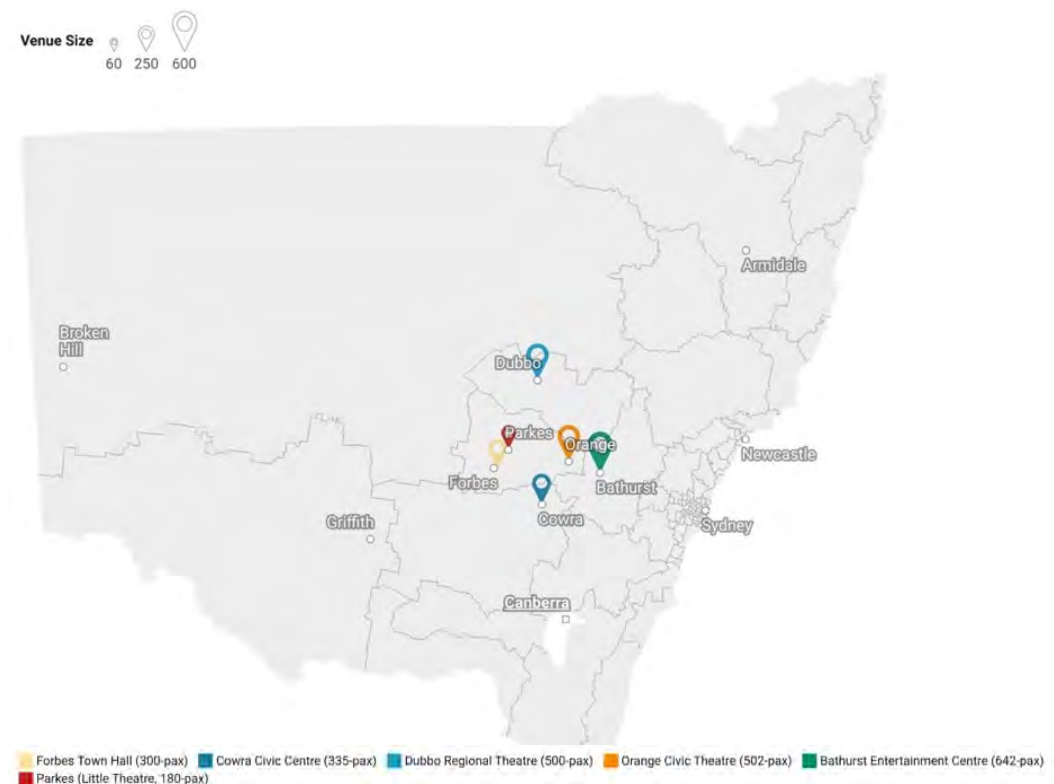 Venue Size
60 250 600
Armidale
Broken
Hill
Dubbo
Parkes
Orange
Newcastle
Forbes
Bathurst
Cowra
Griffith
Sydney
Canberra
Forbes Town Hall (300-pax) Cowra Civic Centre (335-pax) Dubbo Regional Theatre (500-pax) Orange Civic Theatre (502-pax) Bathurst Entertainment Centre (642-pax)
Parkes (Little Theatre, 180-pax)